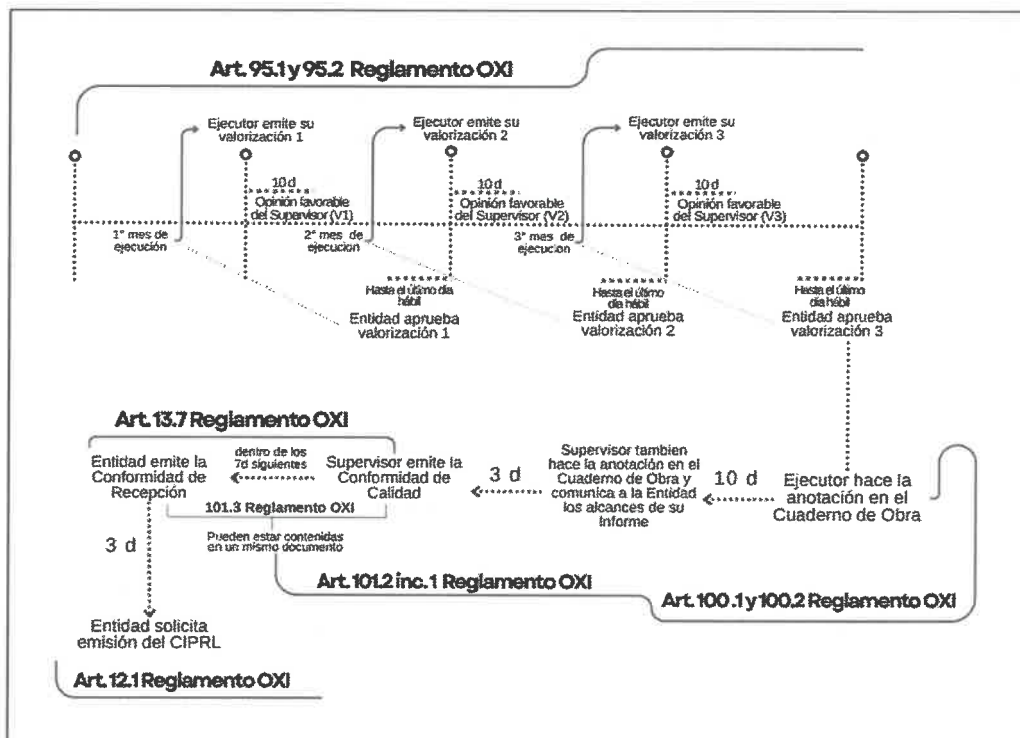 Art. 95.1 y 95.2 Reglamento OXI
Ejecutor emite su
valorización 1
Ejecutor emite su
valorización 2
Ejecutor emite su
valorización 3
10 d
Opinión favorable
del Supervisor (V1)
10 d
Opinión favorable
del Supervisor (V2)
10 d
Opinión favorable
del Supervisor (V3)
1° mes de
ejecución
2° mes de
ejecucion
3° mes de
ejecucion
Hasta el último día
hábil
Entidad aprueba
valorización 1
Hasta el último
día hábil
Entidad aprueba
valorización 2
Hasta el último
día hábil
Entidad aprueba
valorización 3
Art. 13.7 Reglamento OXI
Entidad emite la
Conformidad de
Recepción
dentro de los
7d siguientes
Supervisor emite la
Conformidad de
Calidad
3 d
Supervisor tambien
hace la anotación en el
Cuaderno de Obra y
comunica a la Entidad
los alcances de su
Informe
10 d
Ejecutor hace la
anotación en el
Cuaderno de Obra
101.3 Reglamento OXI
Pueden estar contenidas
en un mismo documento
3 d
Art. 101.2 inc. 1 Reglamento OXI
Art. 100.1 y 100.2 Reglamento OXI
Entidad solicita
emisión del CIPRL
Art. 12.1 Reglamento OXI